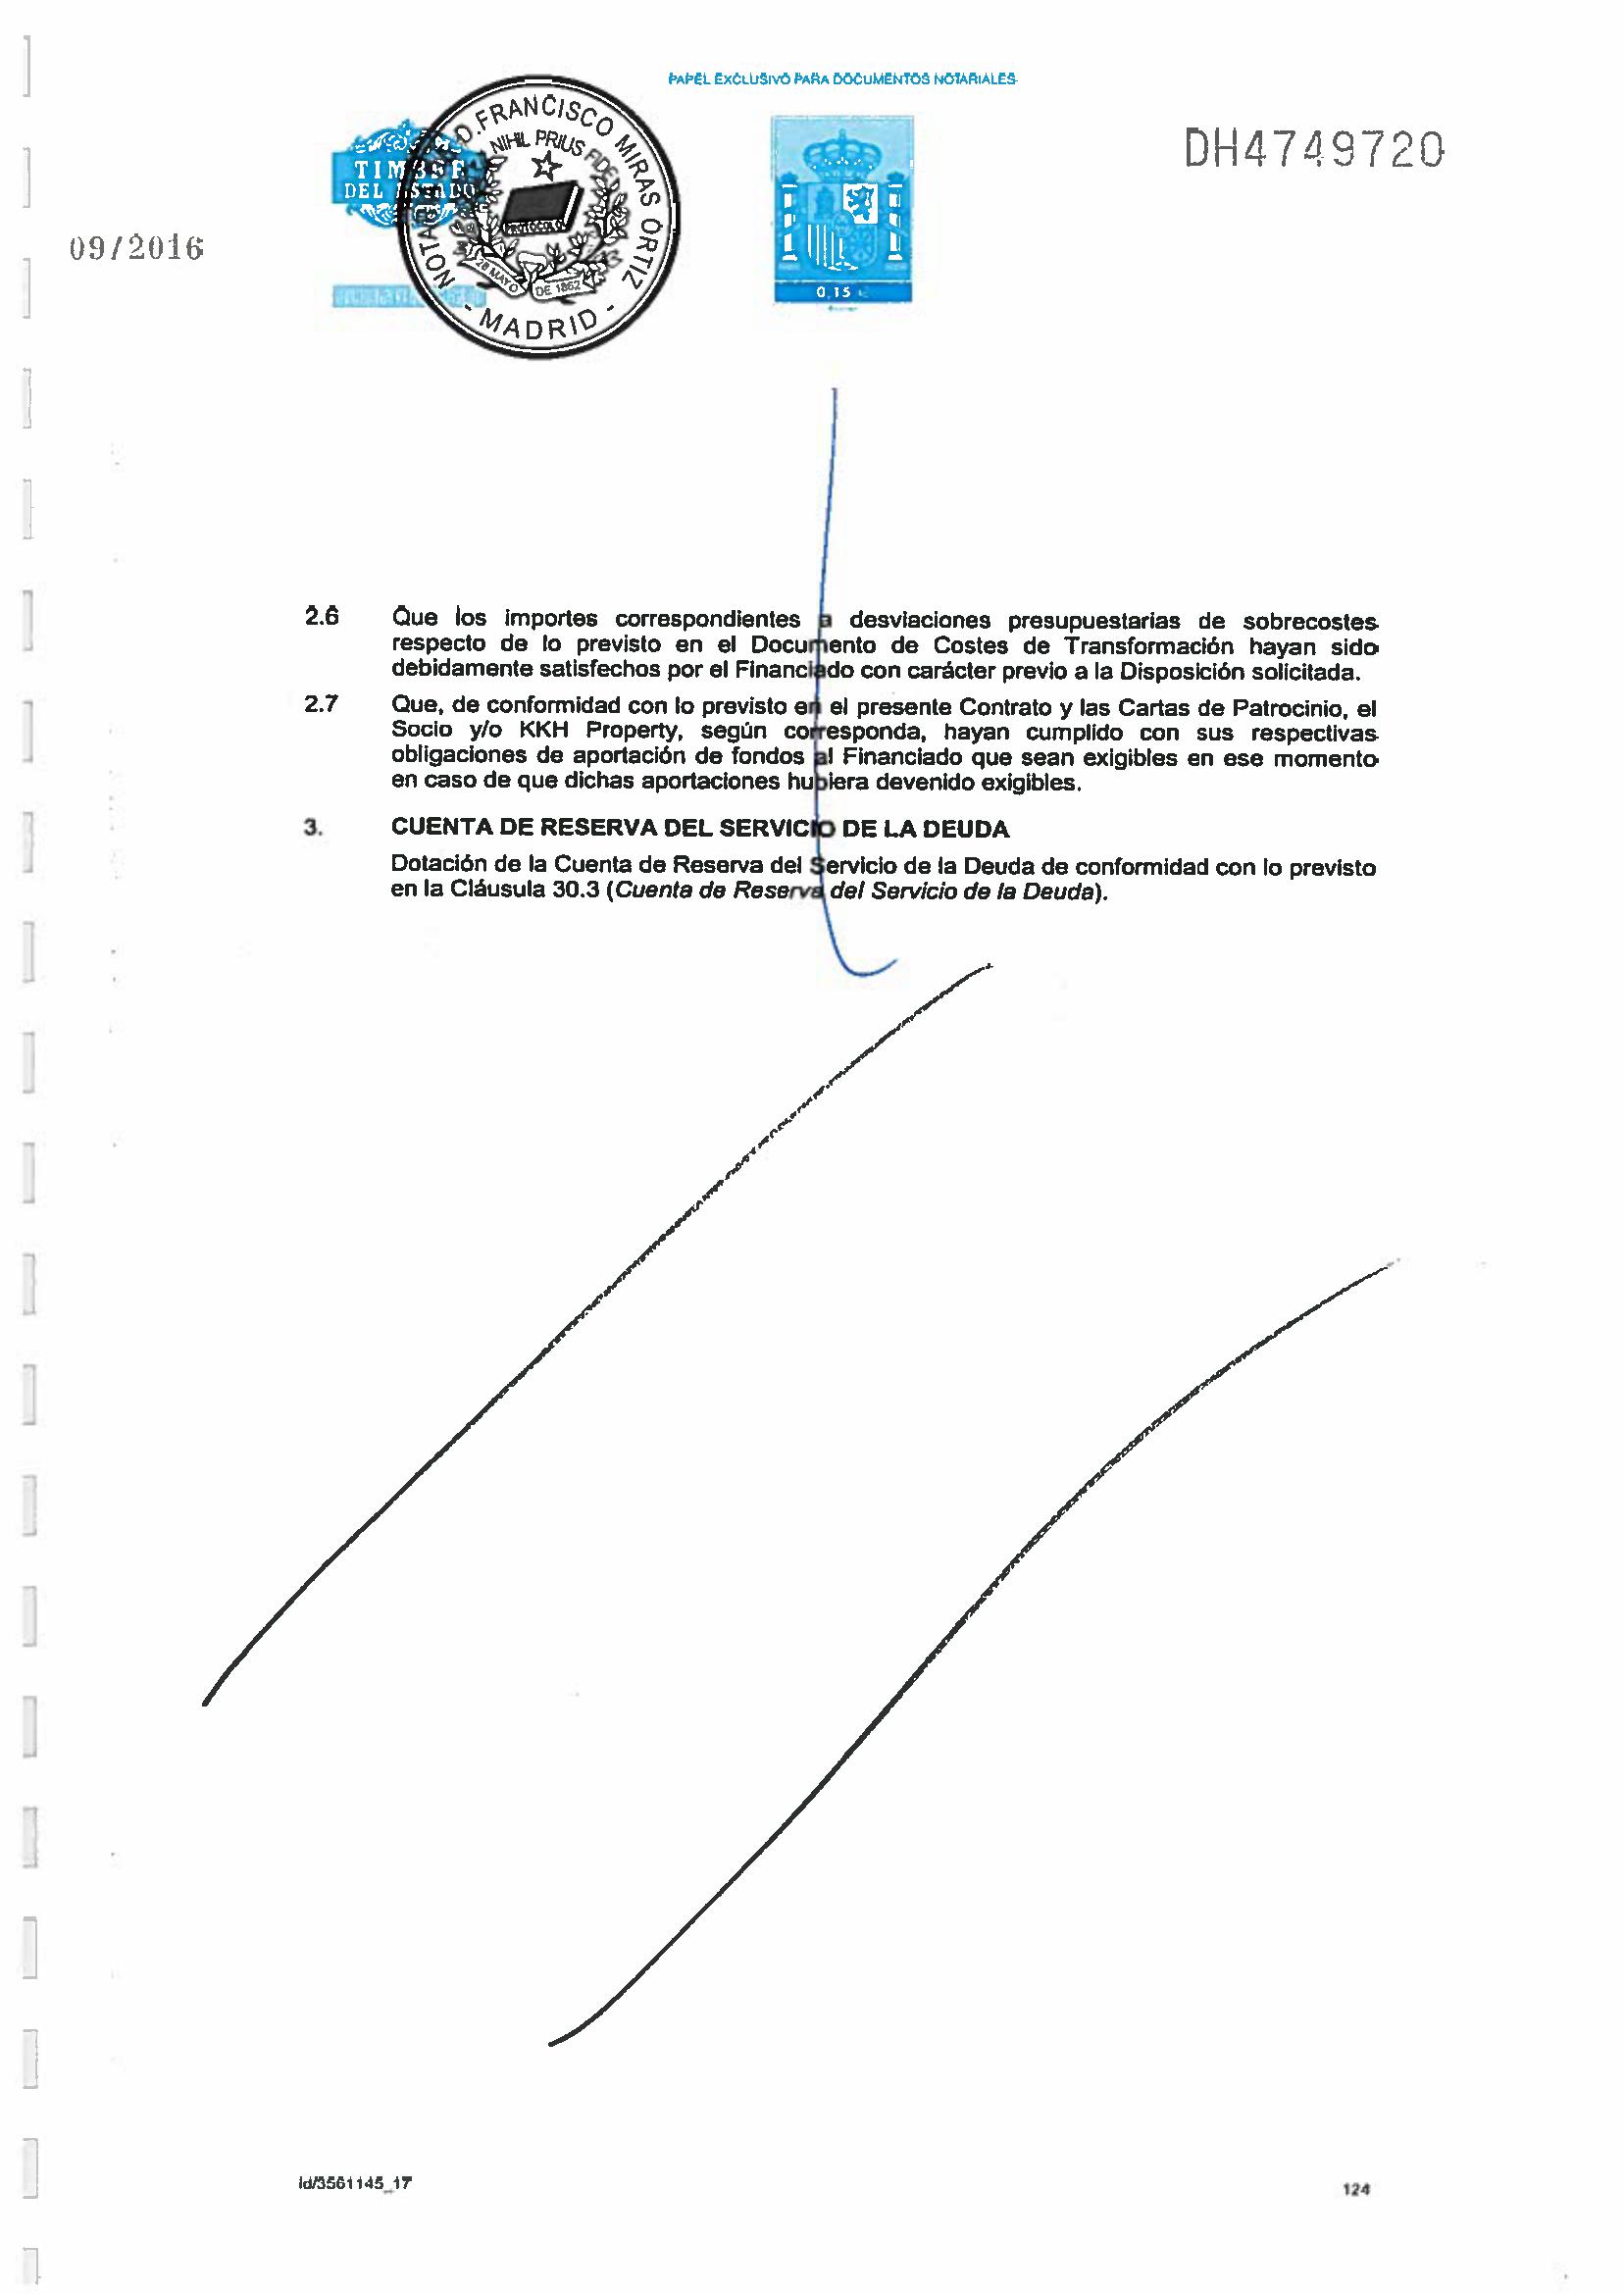 PAPEL EXCLUSIVO PARA DOCUMENTOS NOTARIALES
DH4749720
TIMBRE
DEL ESTADO
NOTARIO D. FRANCISCO MIRAS ORTIZ
- MADRID -
NIHIL PRIUS FIDE
PROTOCOLO
28 MAYO DE 1862
0,15 €
09/2016
2.6 Que los importes correspondientes a desviaciones presupuestarias de sobrecostes
respecto de lo previsto en el Documento de Costes de Transformación hayan sido
debidamente satisfechos por el Financiado con carácter previo a la Disposición solicitada.
2.7 Que, de conformidad con lo previsto en el presente Contrato y las Cartas de Patrocinio, el
Socio y/o KKH Property, según corresponda, hayan cumplido con sus respectivas
obligaciones de aportación de fondos al Financiado que sean exigibles en ese momento
en caso de que dichas aportaciones hubiera devenido exigibles.
3. CUENTA DE RESERVA DEL SERVICIO DE LA DEUDA
Dotación de la Cuenta de Reserva del Servicio de la Deuda de conformidad con lo previsto
en la Cláusula 30.3 (Cuenta de Reserva del Servicio de la Deuda).
id/3561145_17
124